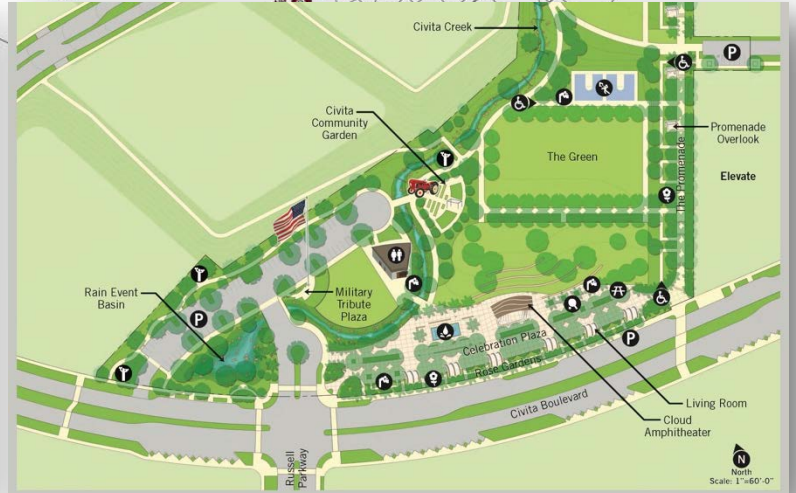 Civita Creek
P
Civita
Community
Garden
The Green
Promenade
Overlook
The Promenade
Elevate
Rain Event
Basin
P
Military
Tribute
Plaza
Celebration Plaza
Rose Gardens
P
Civita Boulevard
Living Room
Cloud
Amphitheater
Russell
Parkway
N
North
Scale: 1"=60'-0"